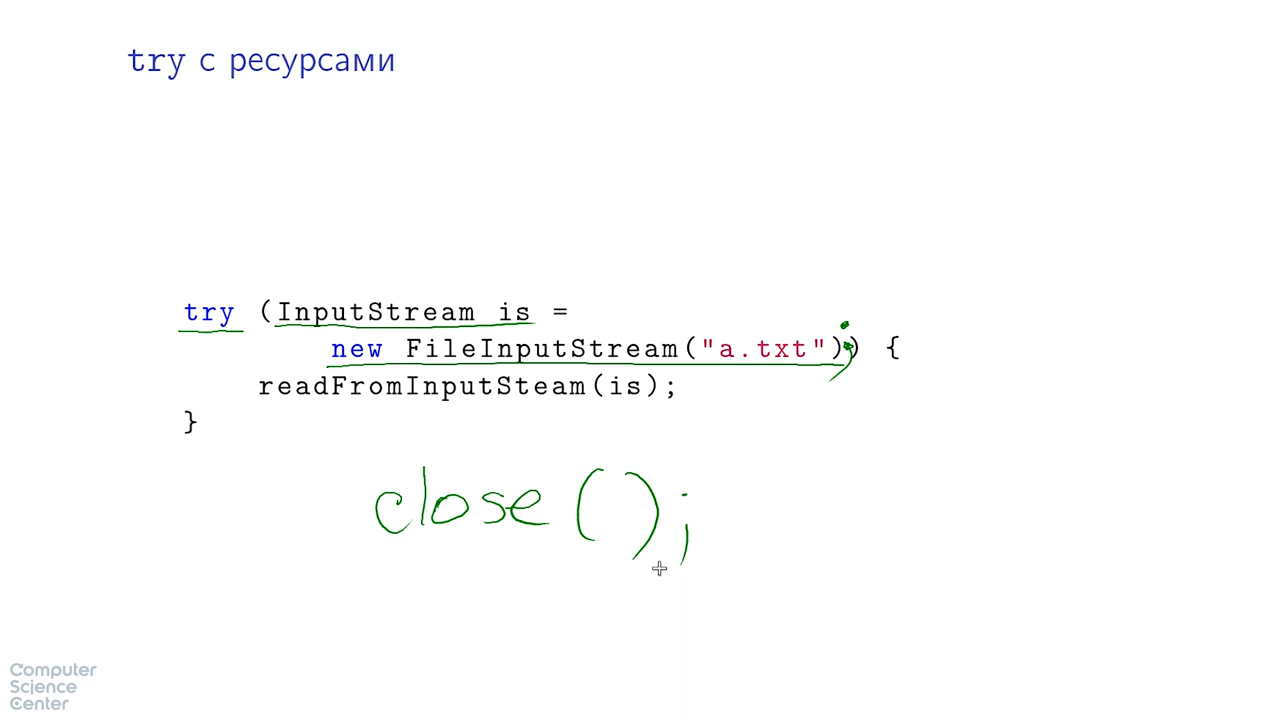 try с ресурсами
try (InputStream is =
new FileInputStream("a.txt");) {
readFromInputSteam(is);
}
close();
Computer
Science
Center